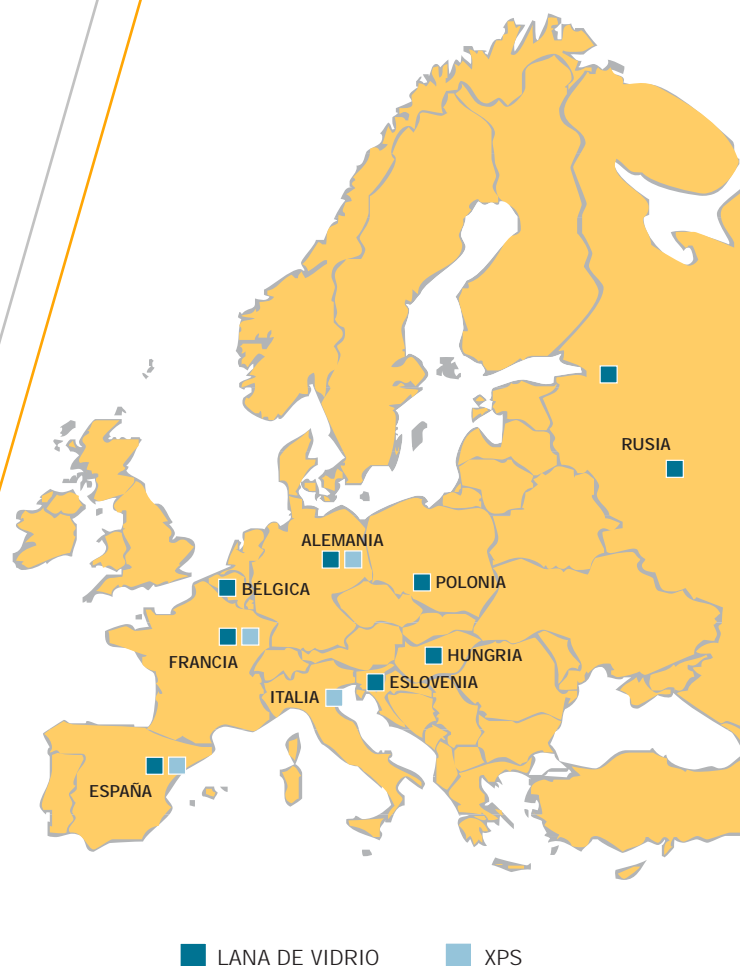 RUSIA
ALEMANIA
POLONIA
BÉLGICA
HUNGRIA
FRANCIA
ESLOVENIA
ITALIA
ESPAÑA
LANA DE VIDRIO XPS